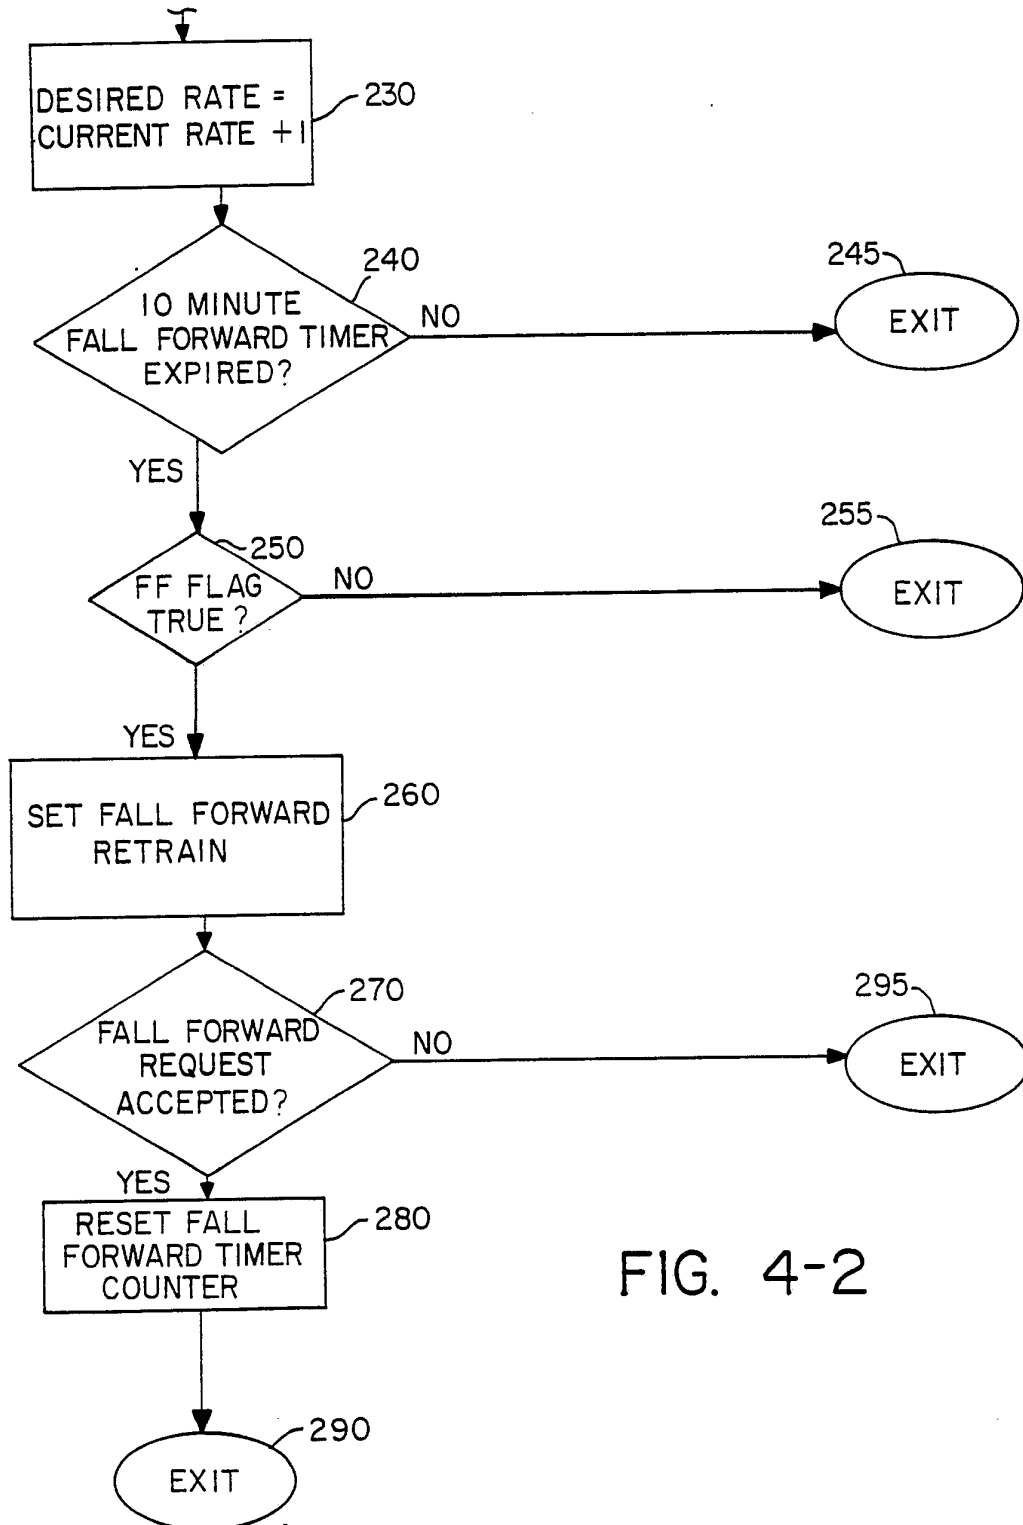 DESIRED RATE =
CURRENT RATE +1
230
240
10 MINUTE
FALL FORWARD TIMER
EXPIRED?
NO
245
EXIT
YES
250
FF FLAG
TRUE ?
NO
255
EXIT
YES
SET FALL FORWARD
RETRAIN
260
270
FALL FORWARD
REQUEST
ACCEPTED?
NO
295
EXIT
YES
RESET FALL
FORWARD TIMER
COUNTER
280
FIG. 4-2
290
EXIT